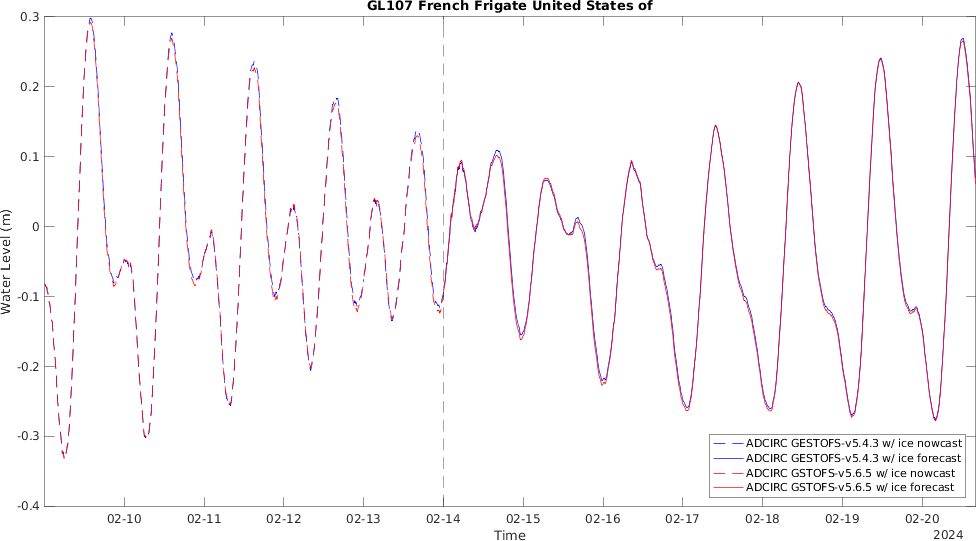 GL107 French Frigate United States of
0.3
0.2
0.1
0
-0.1
-0.2
-0.3
-0.4
Water Level (m)
ADCIRC GESTOFS-v5.4.3 w/ ice nowcast
ADCIRC GESTOFS-v5.4.3 w/ ice forecast
ADCIRC GSTOFS-v5.6.5 w/ ice nowcast
ADCIRC GSTOFS-v5.6.5 w/ ice forecast
02-10 02-11 02-12 02-13 02-14 02-15 02-16 02-17 02-18 02-19 02-20
Time
2024